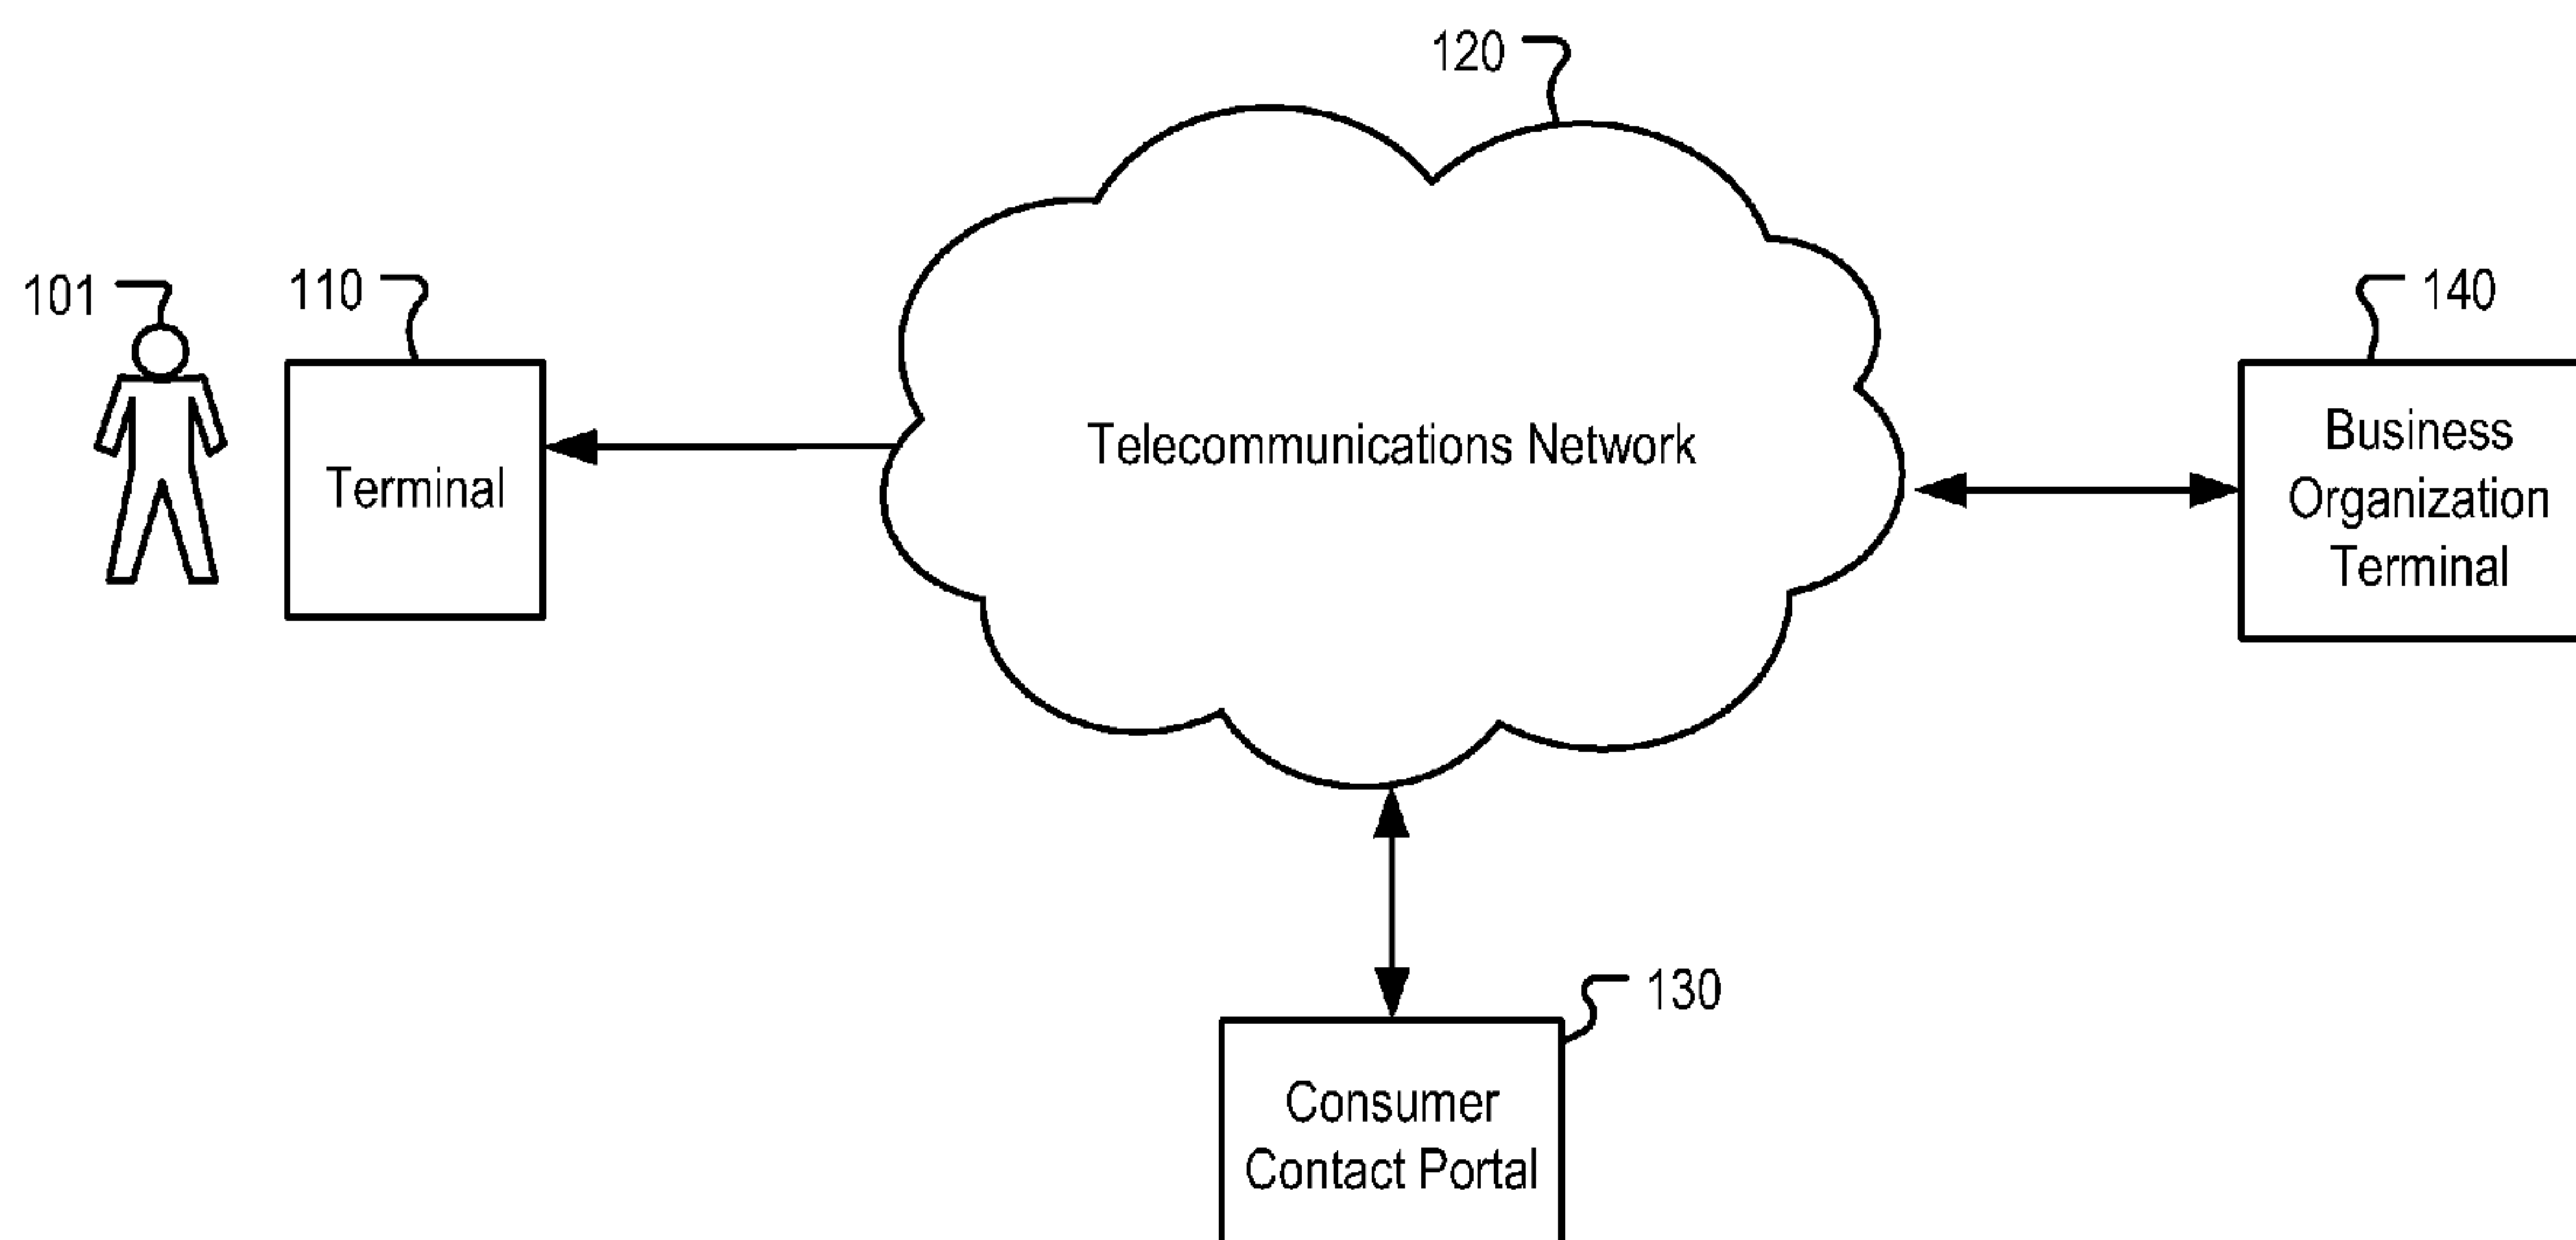 120
101
110
140
Telecommunications Network
Terminal
Business
Organization
Terminal
130
Consumer
Contact Portal